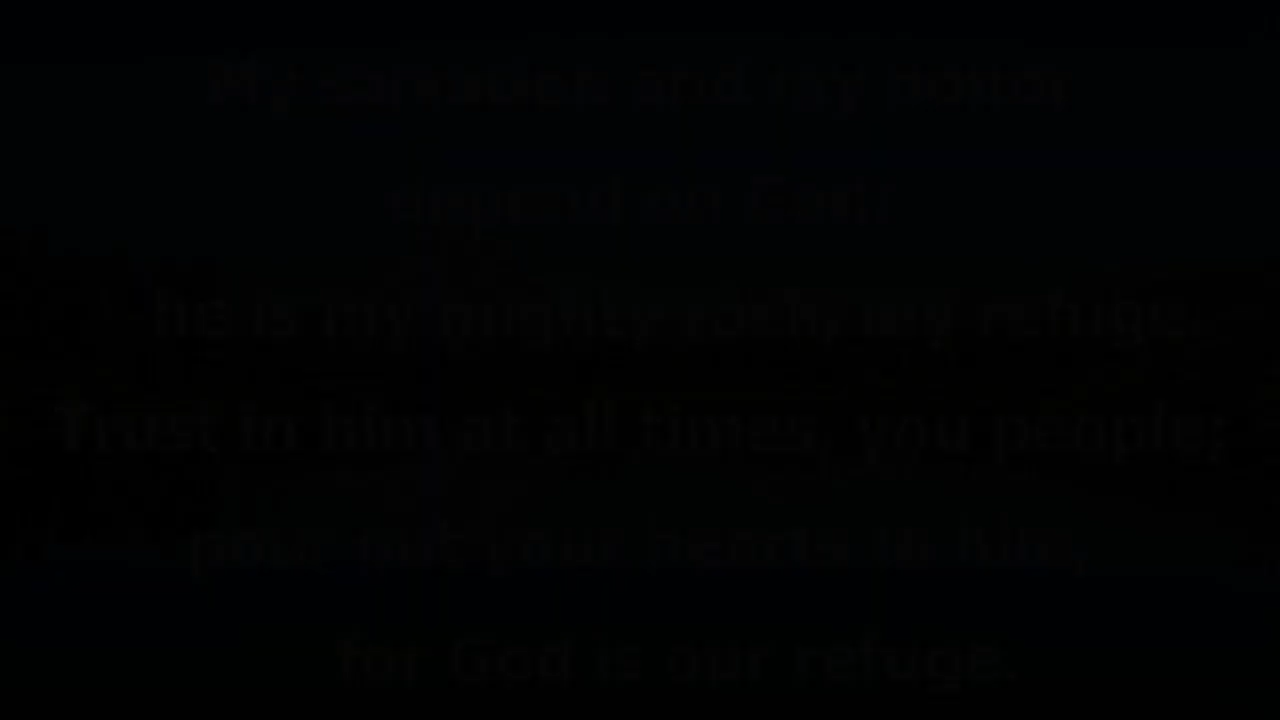 My salvation and my honor
depend on God;
he is my mighty rock, my refuge.
Trust in him at all times, you people;
pour out your hearts to him,
for God is our refuge.